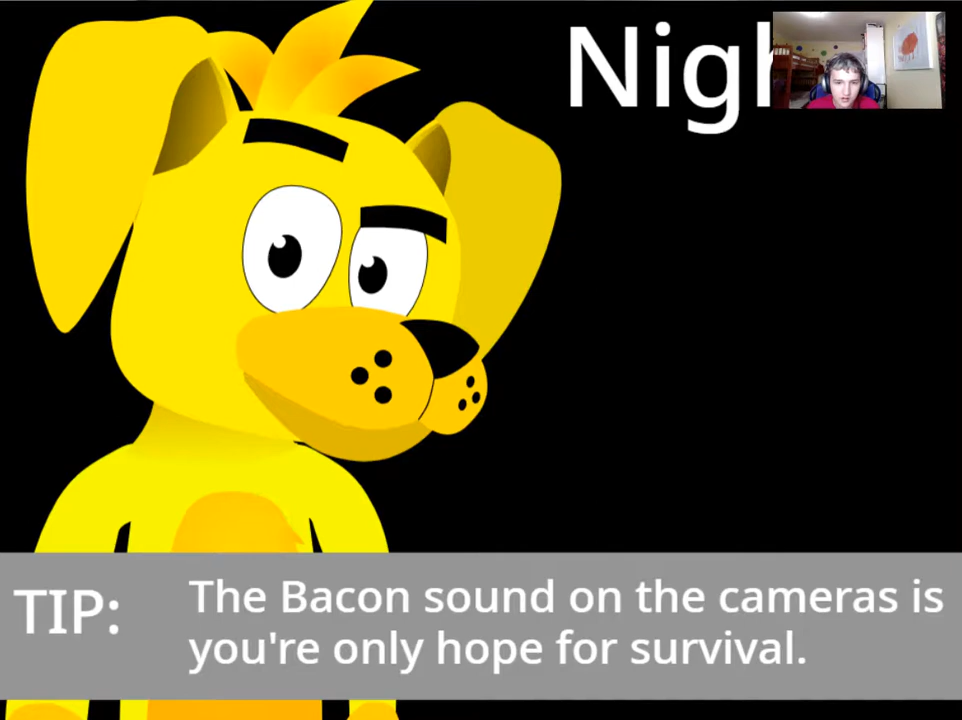 Nigh
TIP:
The Bacon sound on the cameras is
you're only hope for survival.